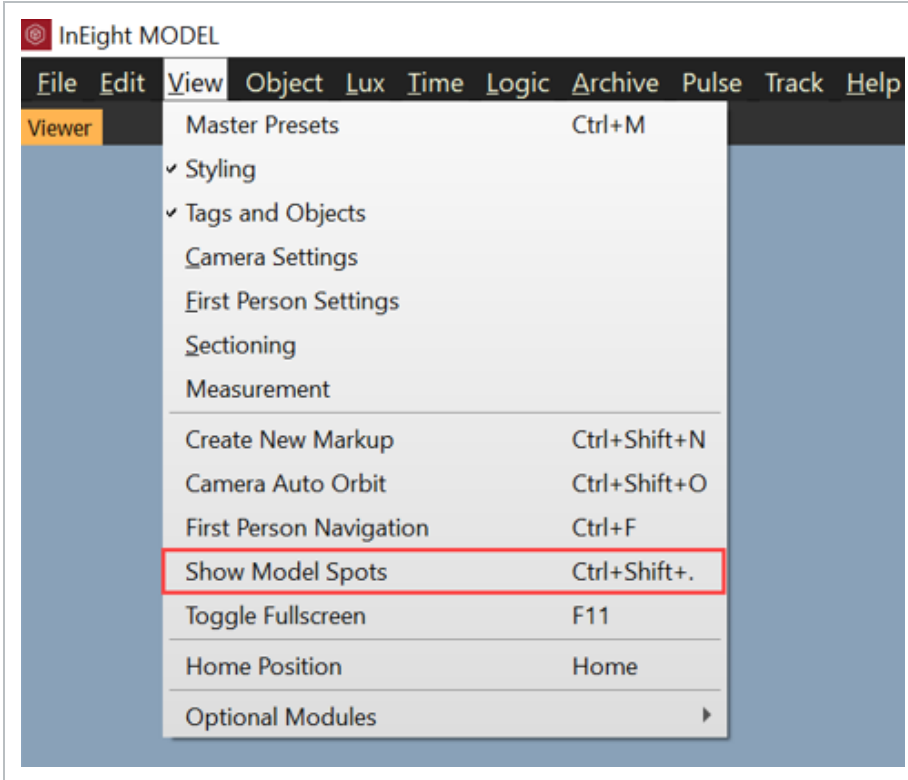 InEight MODEL
File Edit View Object Lux Time Logic Archive Pulse Track Help
Viewer
Master Presets Ctrl+M
Styling
Tags and Objects
Camera Settings
First Person Settings
Sectioning
Measurement
Create New Markup Ctrl+Shift+N
Camera Auto Orbit Ctrl+Shift+O
First Person Navigation Ctrl+F
Show Model Spots Ctrl+Shift+.
Toggle Fullscreen F11
Home Position Home
Optional Modules